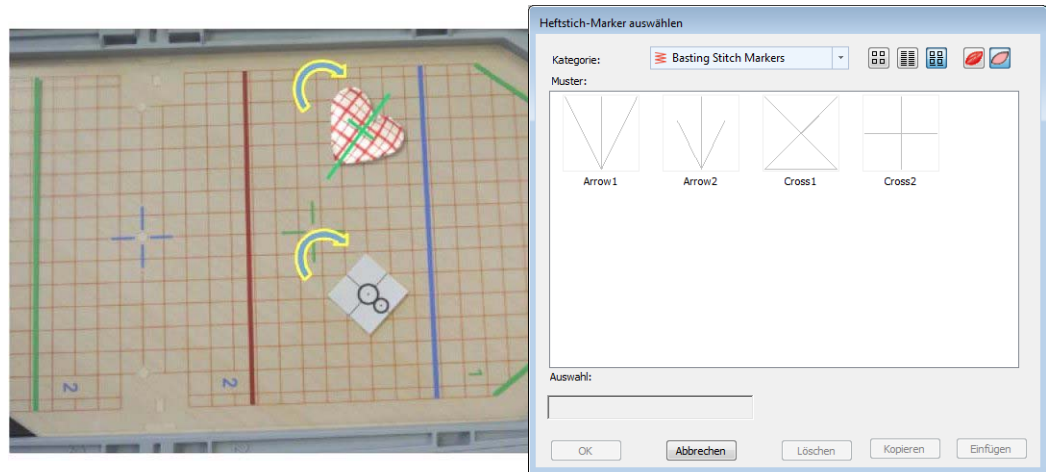 2
2
1
Heftstich-Marker auswählen
Kategorie:
Basting Stitch Markers
Muster:
Arrow1
Arrow2
Cross1
Cross2
Auswahl:
OK
Abbrechen
Löschen
Kopieren
Einfügen